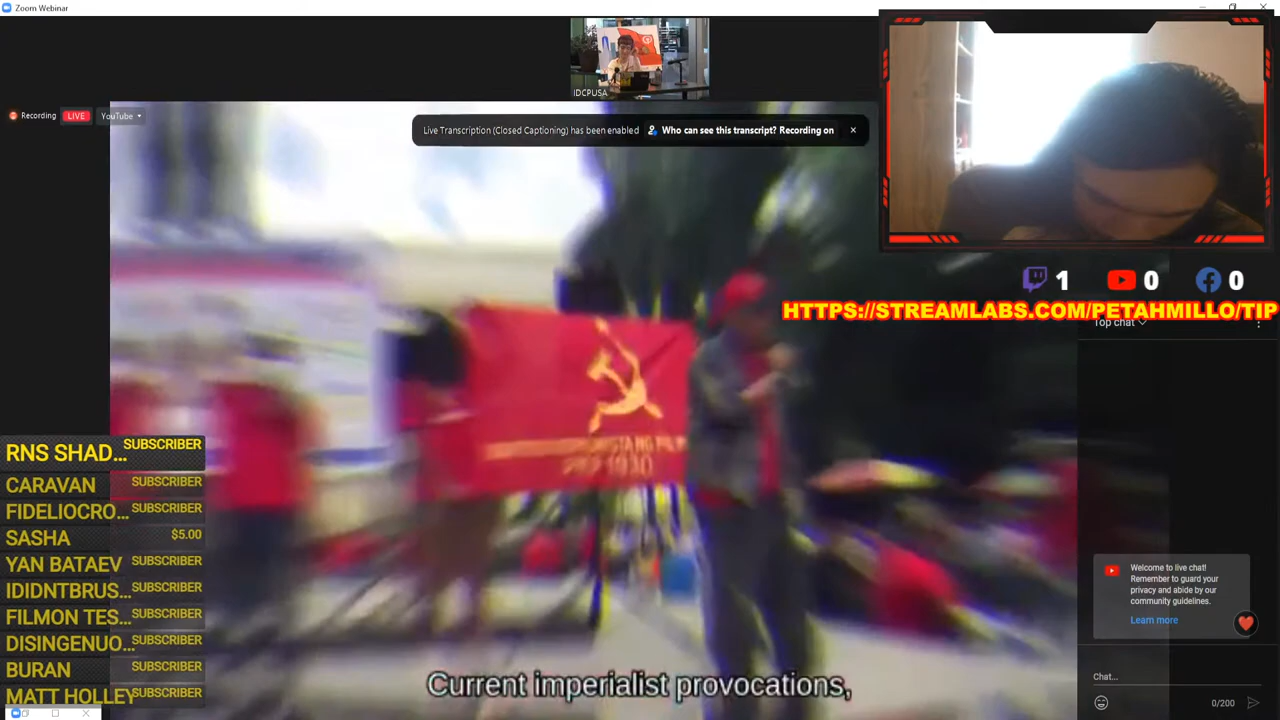 Zoom Webinar
IDCPUSA
Recording
LIVE
YouTube
Live Transcription (Closed Captioning) has been enabled
Who can see this transcript? Recording on
1
0
0
HTTPS://STREAMLABS.COM/PETAHMILLO/TIP
Top chat
1930
RNS SHAD... SUBSCRIBER
CARAVAN SUBSCRIBER
FIDELIOCRO... SUBSCRIBER
SASHA $5.00
YAN BATAEV SUBSCRIBER
IDIDNTBRUS... SUBSCRIBER
FILMON TES... SUBSCRIBER
DISINGENUO... SUBSCRIBER
BURAN SUBSCRIBER
MATT HOLLEY SUBSCRIBER
Welcome to live chat!
Remember to guard your
privacy and abide by our
community guidelines.
Learn more
Chat...
0/200
Current imperialist provocations,